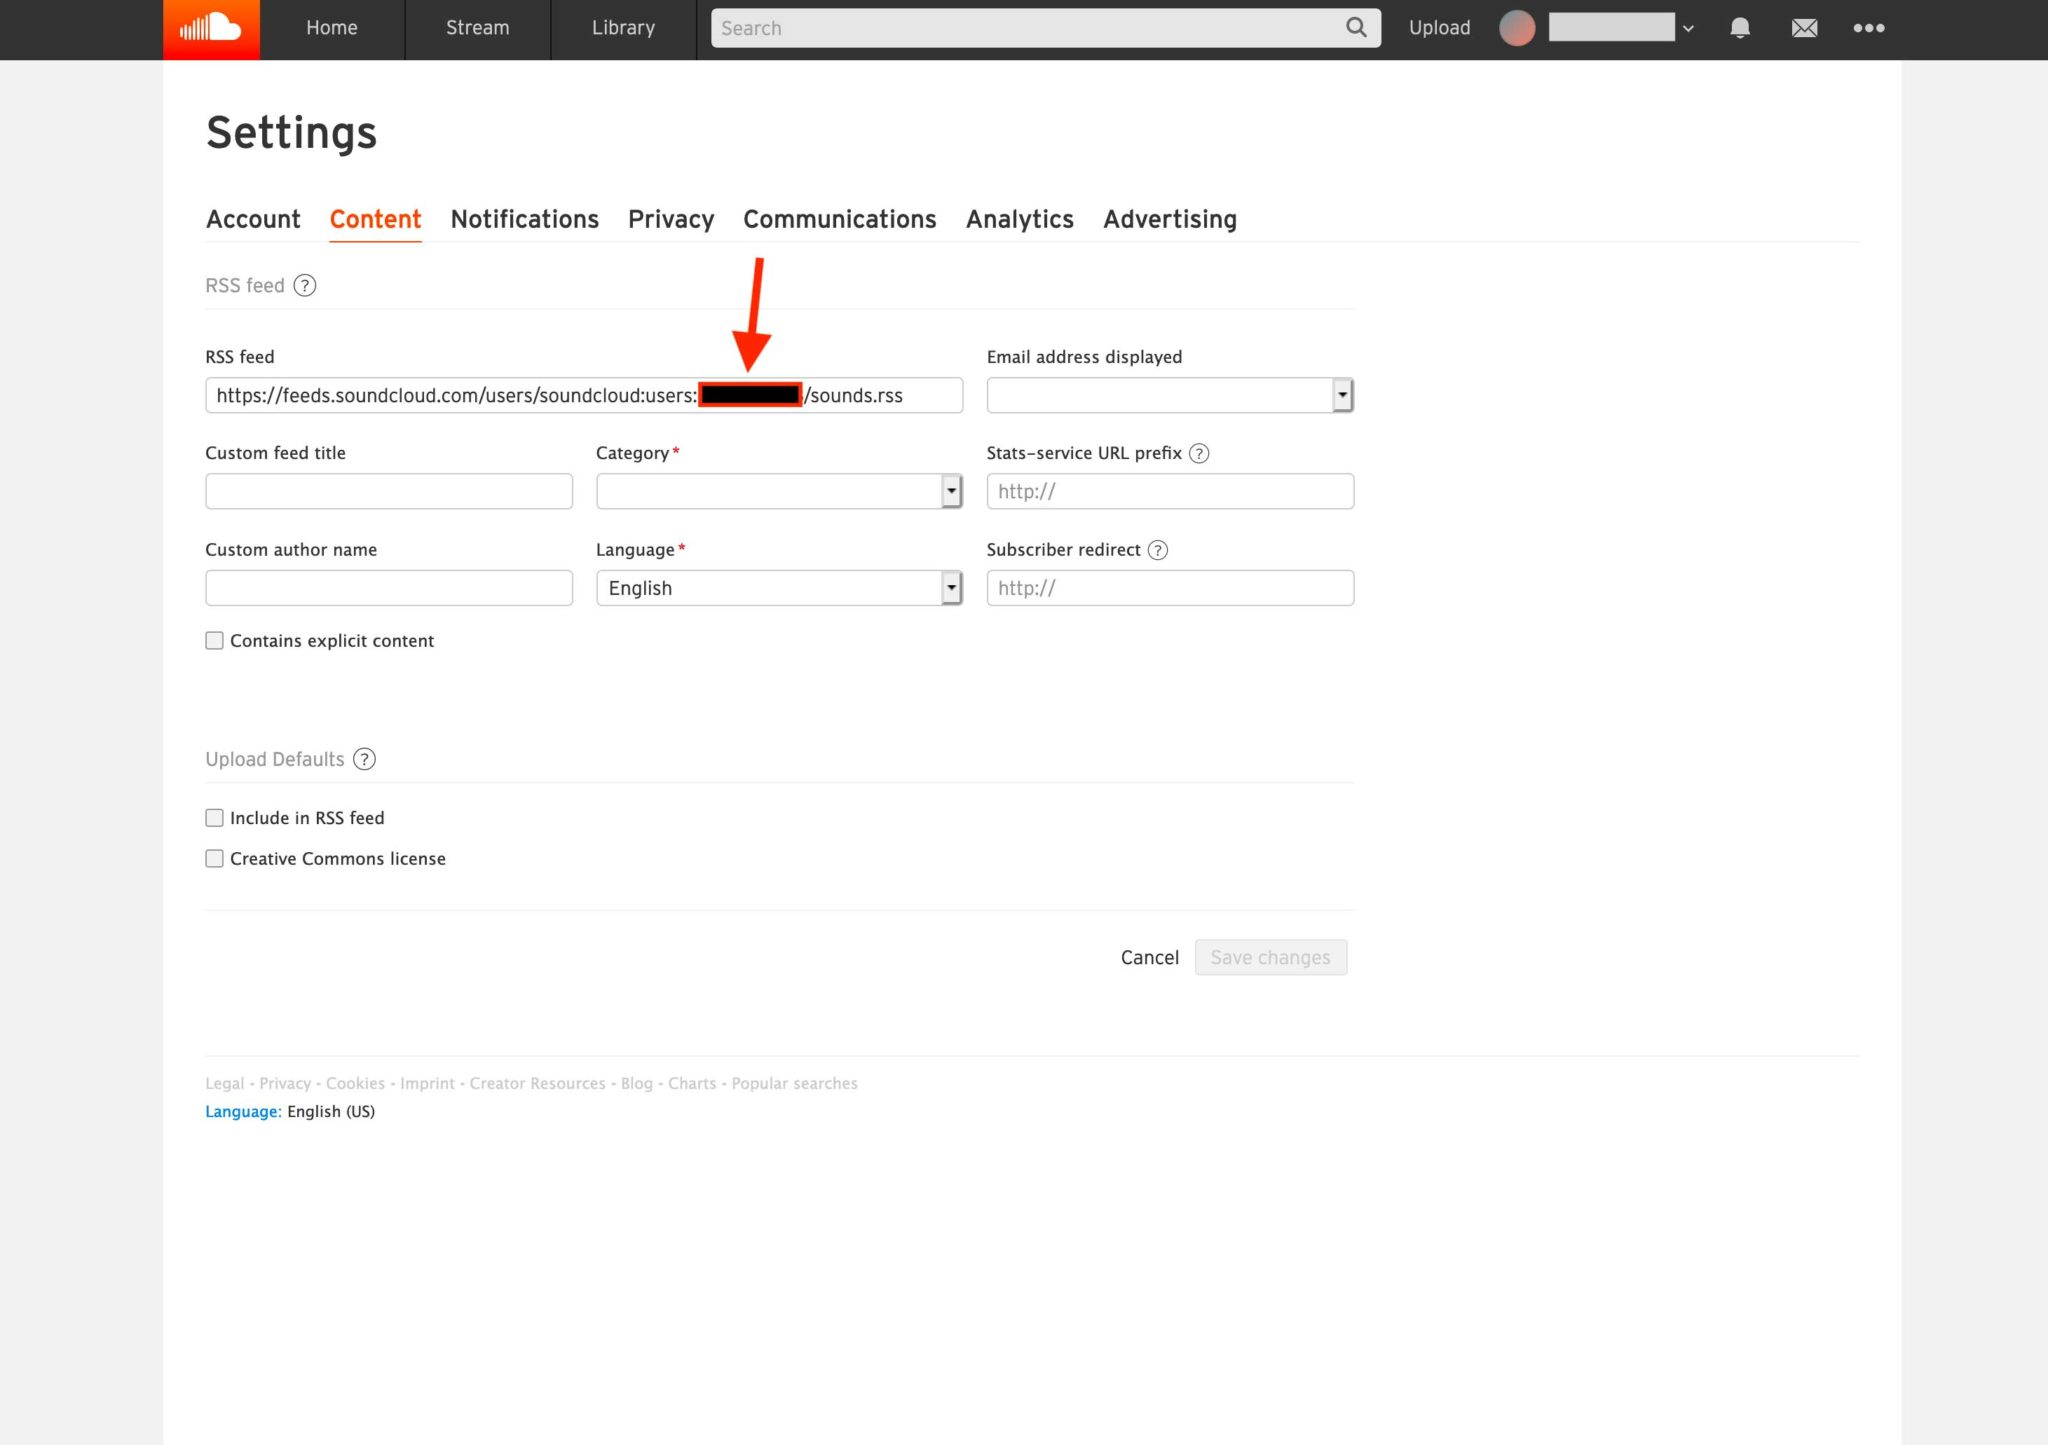 Home Stream Library Search Upload
Settings
Account Content Notifications Privacy Communications Analytics Advertising
RSS feed ?
RSS feed Email address displayed
https://feeds.soundcloud.com/users/soundcloud:users: /sounds.rss
Custom feed title Category* Stats-service URL prefix ?
http://
Custom author name Language* Subscriber redirect ?
English http://
Contains explicit content
Upload Defaults ?
Include in RSS feed
Creative Commons license
Cancel Save changes
Legal - Privacy - Cookies - Imprint - Creator Resources - Blog - Charts - Popular searches
Language: English (US)